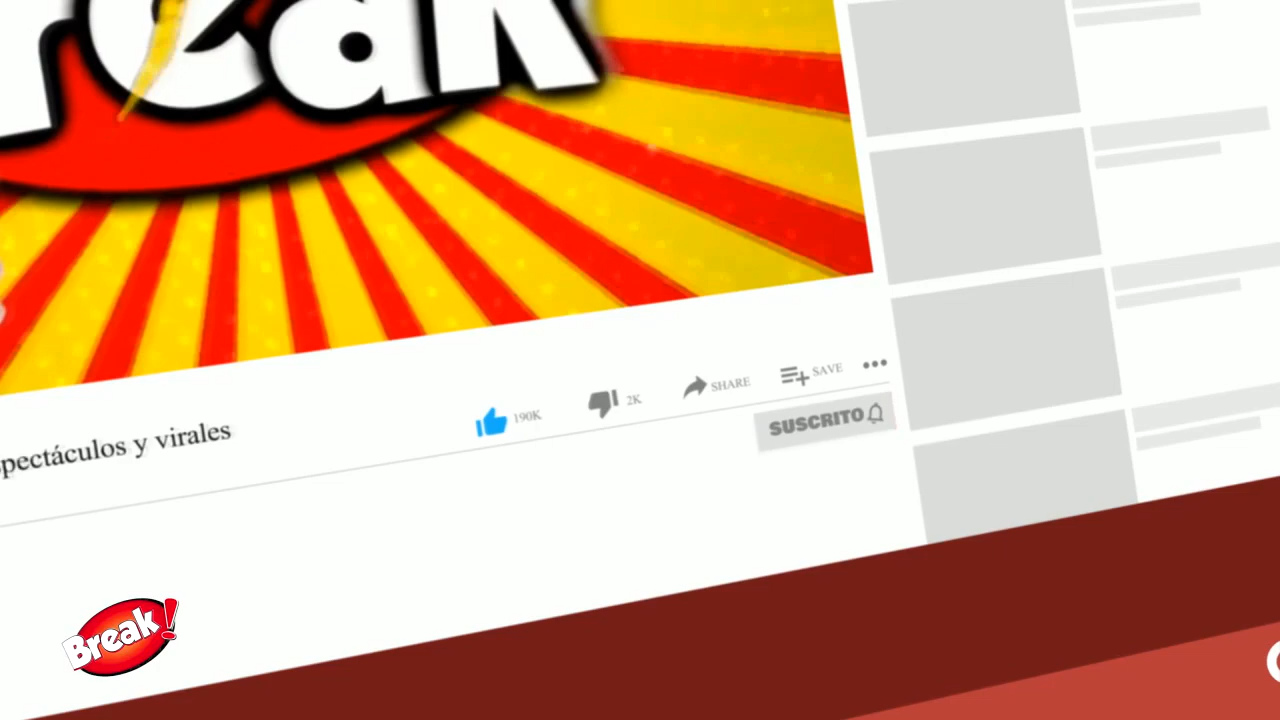 reak
190K
2K
SHARE
SAVE
SUSCRITO
pectáculos y virales
Break!